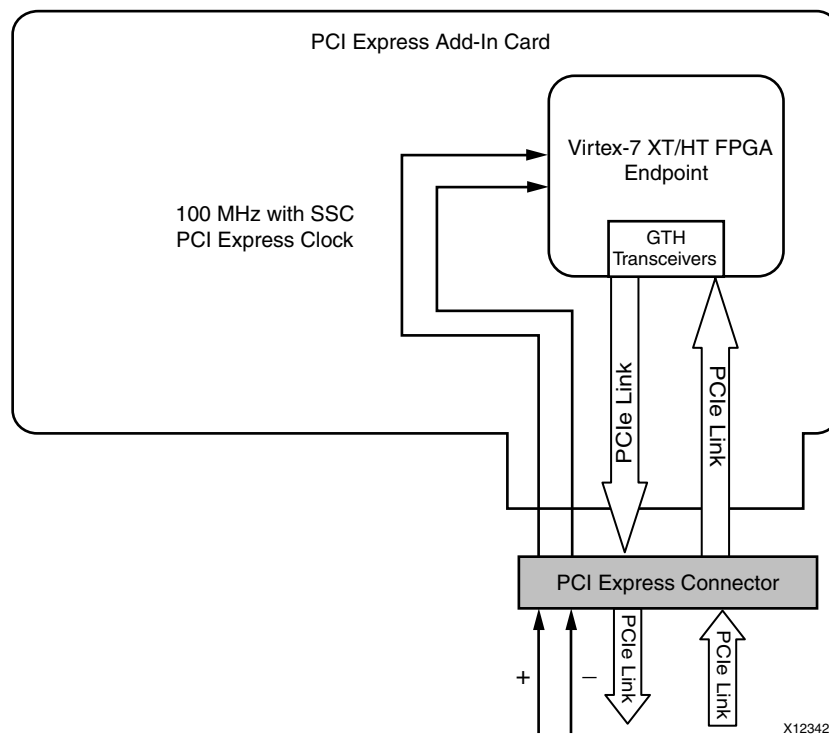 PCI Express Add-In Card
Virtex-7 XT/HT FPGA
Endpoint
100 MHz with SSC
PCI Express Clock
GTH
Transceivers
PCIe Link
PCIe Link
PCI Express Connector
+
–
PCIe Link
PCIe Link
X12342